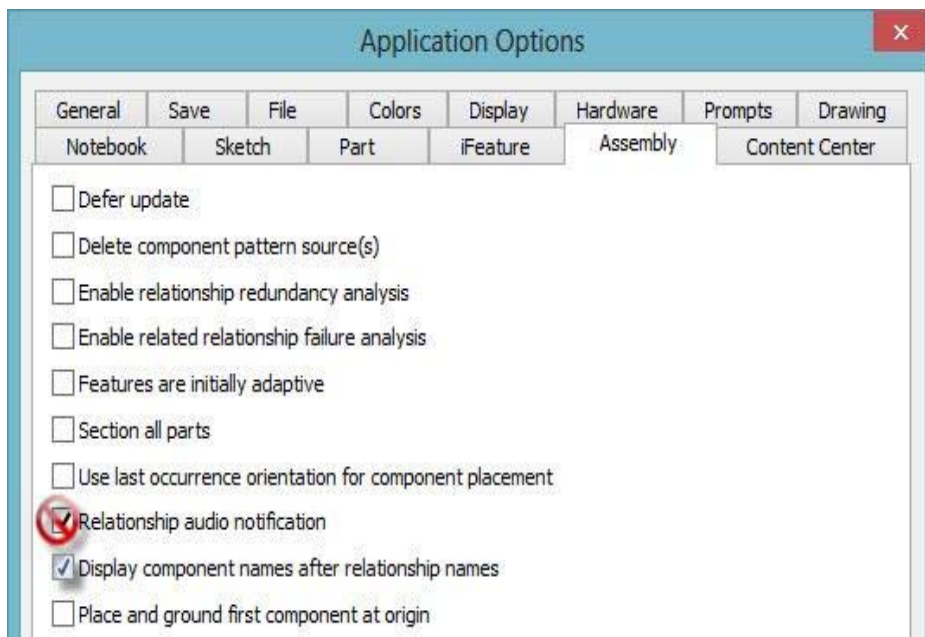 Application Options
x
General Save File Colors Display Hardware Prompts Drawing
Notebook Sketch Part iFeature Assembly Content Center
Defer update
Delete component pattern source(s)
Enable relationship redundancy analysis
Enable related relationship failure analysis
Features are initially adaptive
Section all parts
Use last occurrence orientation for component placement
Relationship audio notification
Display component names after relationship names
Place and ground first component at origin